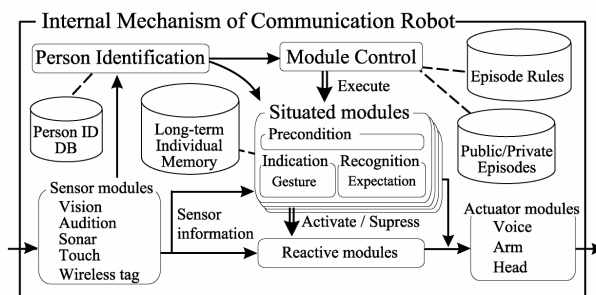 Internal Mechanism of Communication Robot
Person Identification
Module Control
Execute
Episode Rules
Person ID
DB
Long-term
Individual
Memory
Situated modules
Precondition
Indication
Gesture
Recognition
Expectation
Public/Private
Episodes
Sensor modules
Vision
Audition
Sonar
Touch
Wireless tag
Sensor
information
Activate / Supress
Reactive modules
Actuator modules
Voice
Arm
Head